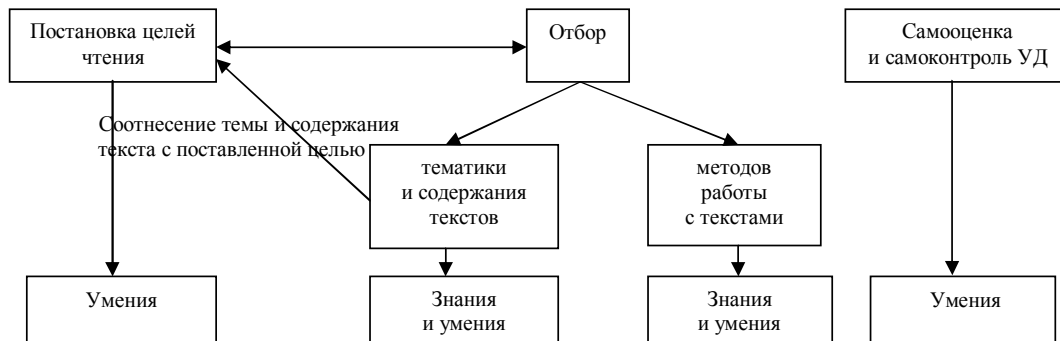 Постановка целей
чтения
Отбор
Самооценка
и самоконтроль УД
Соотнесение темы и содержания
текста с поставленной целью
тематики
и содержания
текстов
методов
работы
с текстами
Умения
Знания
и умения
Знания
и умения
Умения